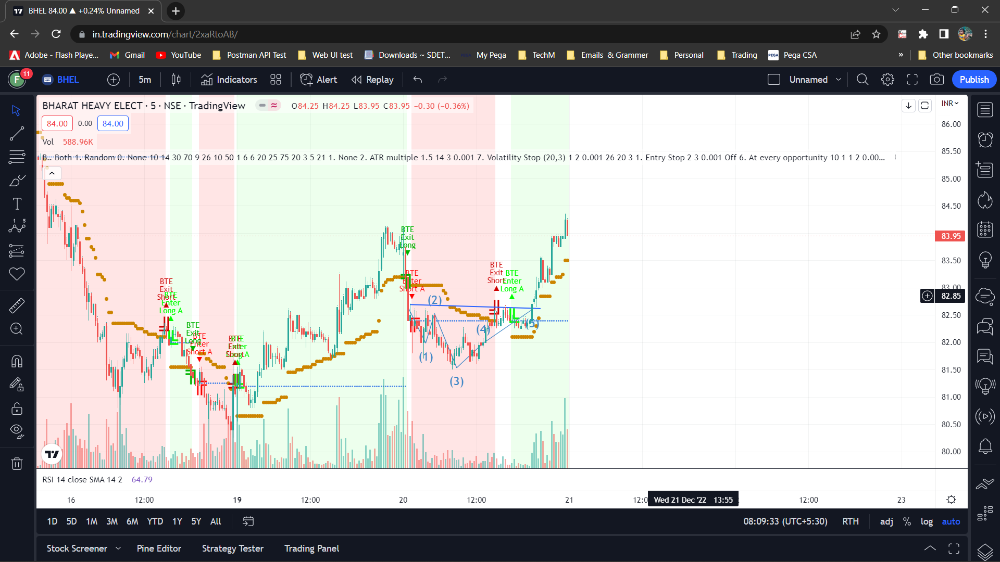 BHEL 84.00 ▲ +0.24% Unnamed
in.tradingview.com/chart/2xaRtoAB/
Adobe - Flash Playe... Gmail YouTube Postman API Test Web UI test Downloads ~ SDET... My Pega TechM Emails & Grammer Personal Trading Pega CSA » Other bookmarks
F 11 BHEL 5m Indicators Alert Replay Unnamed Publish
BHARAT HEAVY ELECT · 5 · NSE · TradingView O84.25 H84.25 L83.95 C83.95 −0.30 (−0.36%) INR
84.00 0.00 84.00
86.00
Vol 588.96K
85.50
B... Both 1. Random 0. None 10 14 30 70 9 26 10 50 1 6 6 20 25 75 20 3 5 21 1. None 2. ATR multiple 1.5 14 3 0.001 7. Volatility Stop (20,3) 1 2 0.001 26 20 3 1. Entry Stop 2 3 0.001 Off 6. At every opportunity 10 1 1 2 0.00...
85.00
84.50
83.95
83.50
83.00
82.85
82.50
82.00
81.50
81.00
80.50
80.00
BTE
Exit
Short
BTE
Enter
Long A
BTE
Exit
Long
BTE
Enter
Short A
BTE
Exit
Short
BTE
Enter
Long A
BTE
Exit
Long
BTE
Enter
Short A
BTE
Exit
Short
BTE
Enter
Long A
(1)
(2)
(3)
(4)
(5)
RSI 14 close SMA 14 2 64.79
16 12:00 19 12:00 20 12:00 21 12:0 Wed 21 Dec '22 13:55 12:00 23
1D 5D 1M 3M 6M YTD 1Y 5Y All 08:09:33 (UTC+5:30) RTH adj % log auto
Stock Screener Pine Editor Strategy Tester Trading Panel